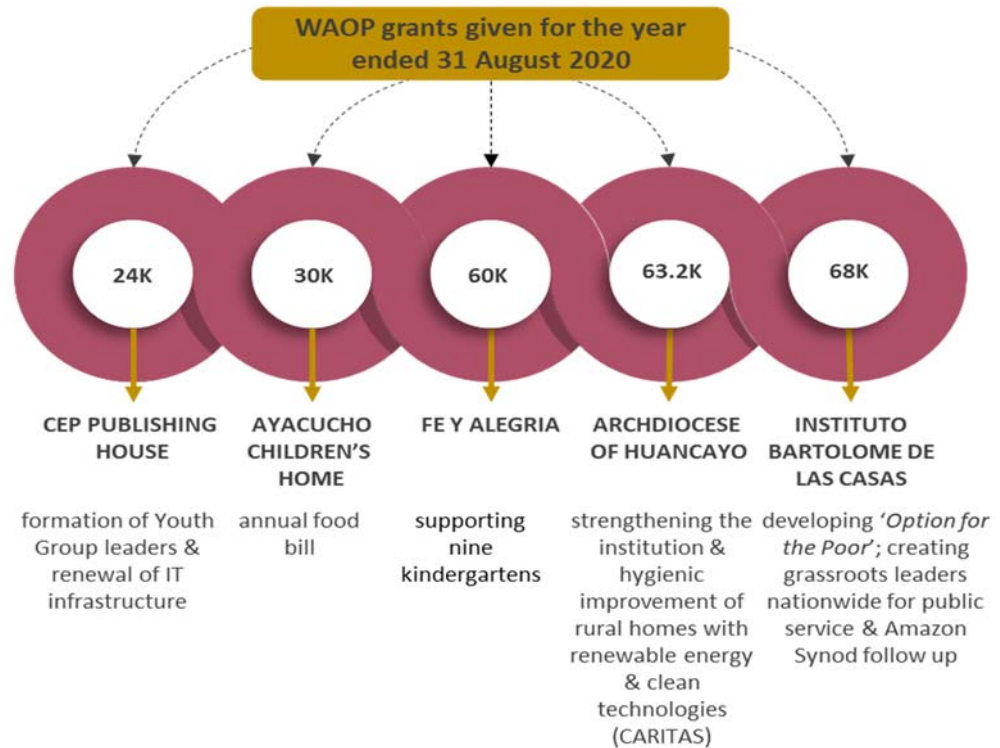 WAOP grants given for the year
ended 31 August 2020
24K
30K
60K
63.2K
68K
CEP PUBLISHING
HOUSE
formation of Youth
Group leaders &
renewal of IT
infrastructure
AYACUCHO
CHILDREN'S
HOME
annual food
bill
FE Y ALEGRIA
supporting
nine
kindergartens
ARCHDIOCESE
OF HUANCAYO
strengthening the
institution &
hygienic
improvement of
rural homes with
renewable energy
& clean
technologies
(CARITAS)
INSTITUTO
BARTOLOME DE
LAS CASAS
developing ‘Option for
the Poor’; creating
grassroots leaders
nationwide for public
service & Amazon
Synod follow up